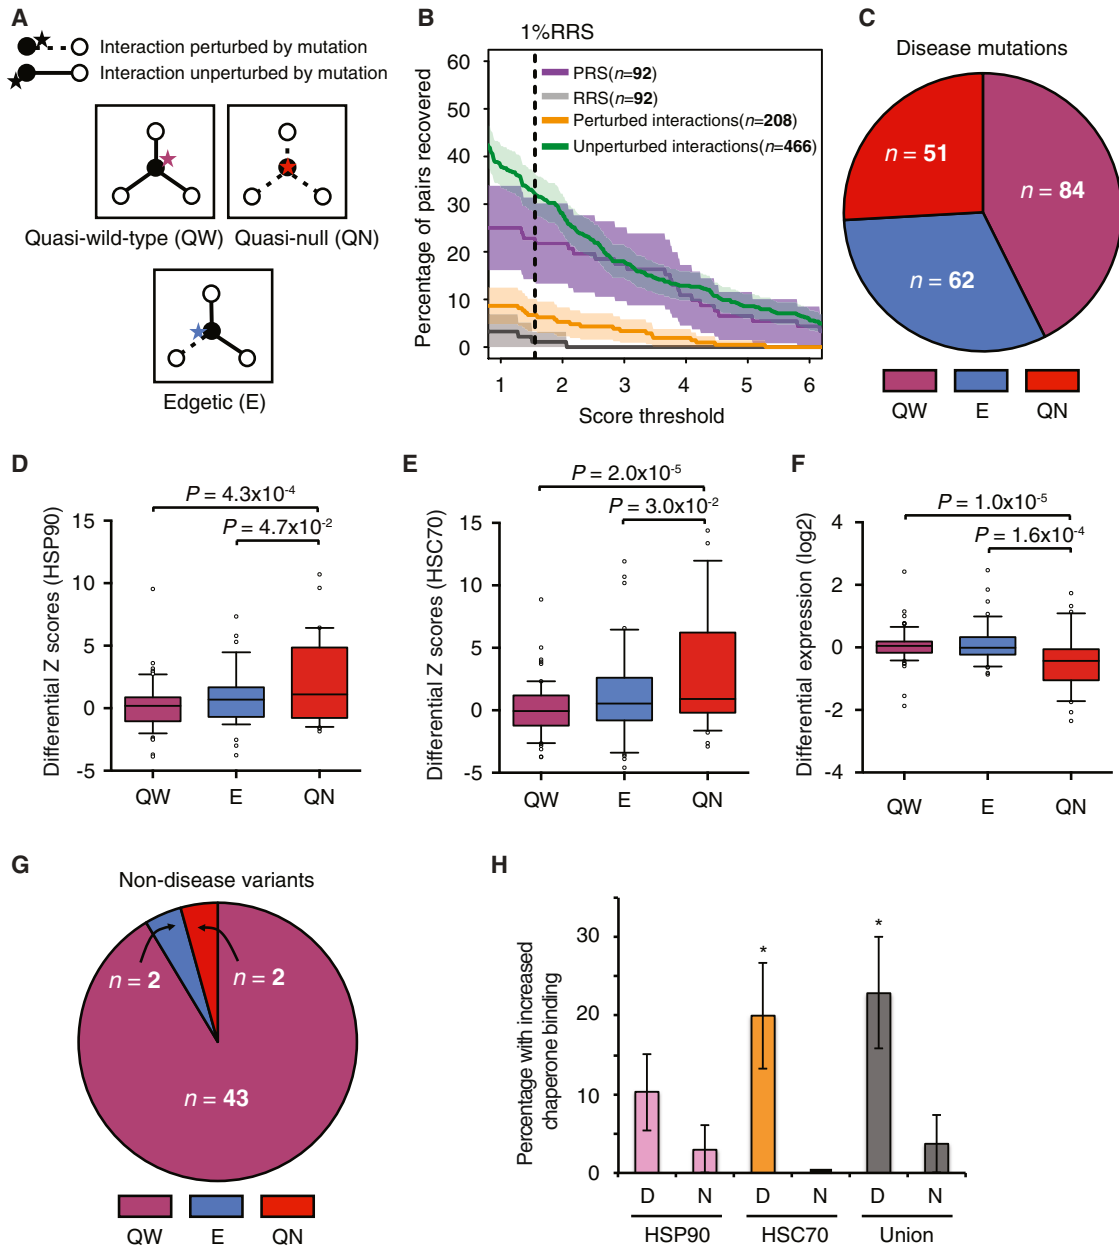 A
Interaction perturbed by mutation
Interaction unperturbed by mutation
Quasi-wild-type (QW)
Quasi-null (QN)
Edgetic (E)
B
1%RRS
Percentage of pairs recovered
60
50
40
30
20
10
0
PRS(n=92)
RRS(n=92)
Perturbed interactions(n=208)
Unperturbed interactions(n=466)
1 2 3 4 5 6
Score threshold
C
Disease mutations
n = 51
n = 84
n = 62
QW E QN
D
Differential Z scores (HSP90)
P = 4.3x10-4
P = 4.7x10-2
15
10
5
0
-5
QW E QN
E
Differential Z scores (HSC70)
P = 2.0x10-5
P = 3.0x10-2
15
10
5
0
-5
QW E QN
F
Differential expression (log2)
P = 1.0x10-5
P = 1.6x10-4
4
2
0
-2
-4
QW E QN
G
Non-disease variants
n = 2
n = 2
n = 43
QW E QN
H
Percentage with increased
chaperone binding
30
20
10
0
*
*
D N D N D N
HSP90 HSC70 Union